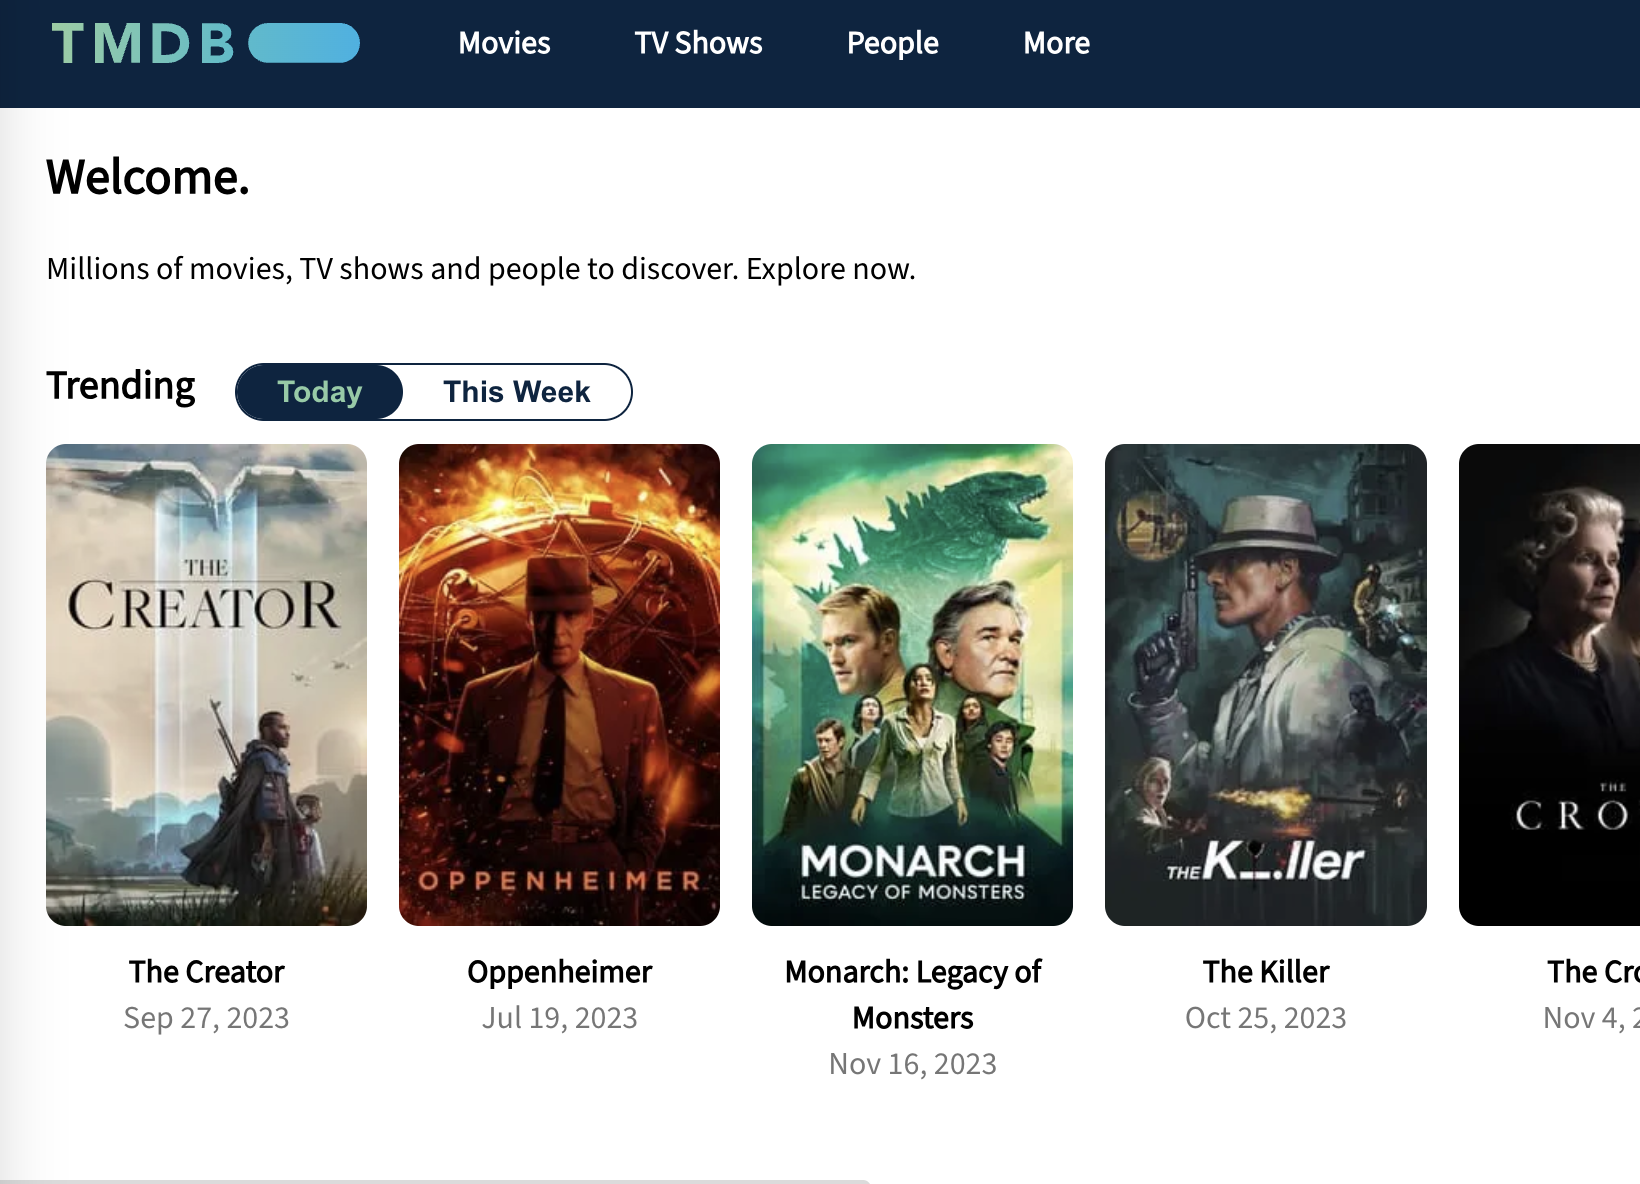 TMDB
Movies TV Shows People More
Welcome.
Millions of movies, TV shows and people to discover. Explore now.
Trending Today This Week
THE
CREATOR
OPPENHEIMER
MONARCH
LEGACY OF MONSTERS
THE K_.ller
THE
CRO
The Creator
Sep 27, 2023
Oppenheimer
Jul 19, 2023
Monarch: Legacy of
Monsters
Nov 16, 2023
The Killer
Oct 25, 2023
The Cro
Nov 4, 2